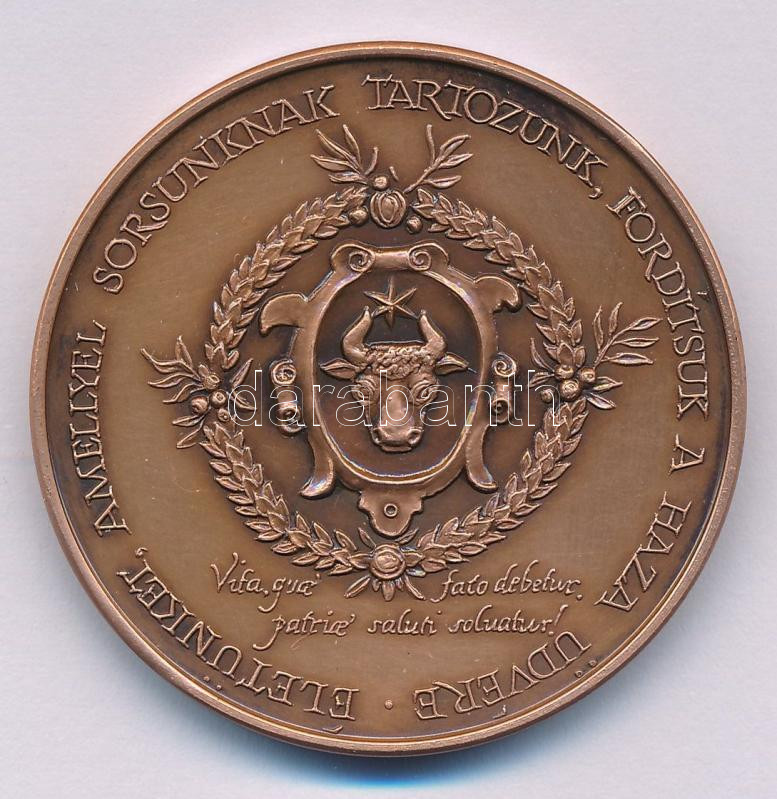 ÉLETÜNKET, AMELLYEL SORSUNKNAK TARTOZUNK, FORDÍTSUK A HAZA ÜDVÉRE ·
Vita, quæ fato debetur,
patriæ saluti solvatur!
darabanth